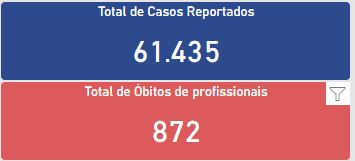 Total de Casos Reportados
61.435
Total de Óbitos de profissionais
872